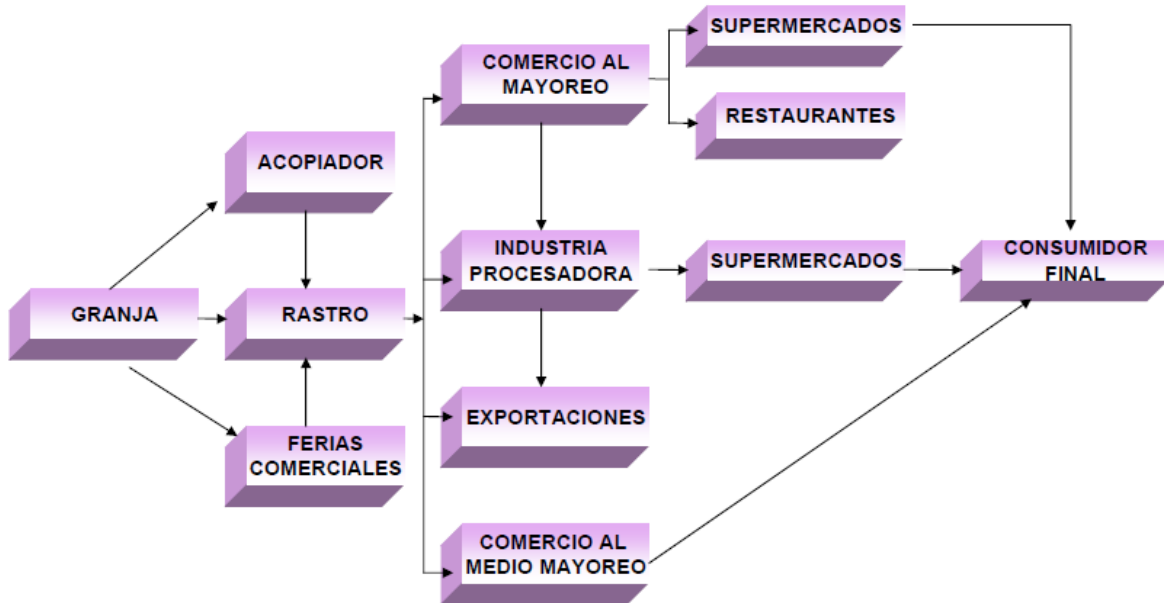 SUPERMERCADOS
COMERCIO AL
MAYOREO
RESTAURANTES
ACOPIADOR
INDUSTRIA
PROCESADORA
SUPERMERCADOS
CONSUMIDOR
FINAL
GRANJA
RASTRO
EXPORTACIONES
FERIAS
COMERCIALES
COMERCIO AL
MEDIO MAYOREO